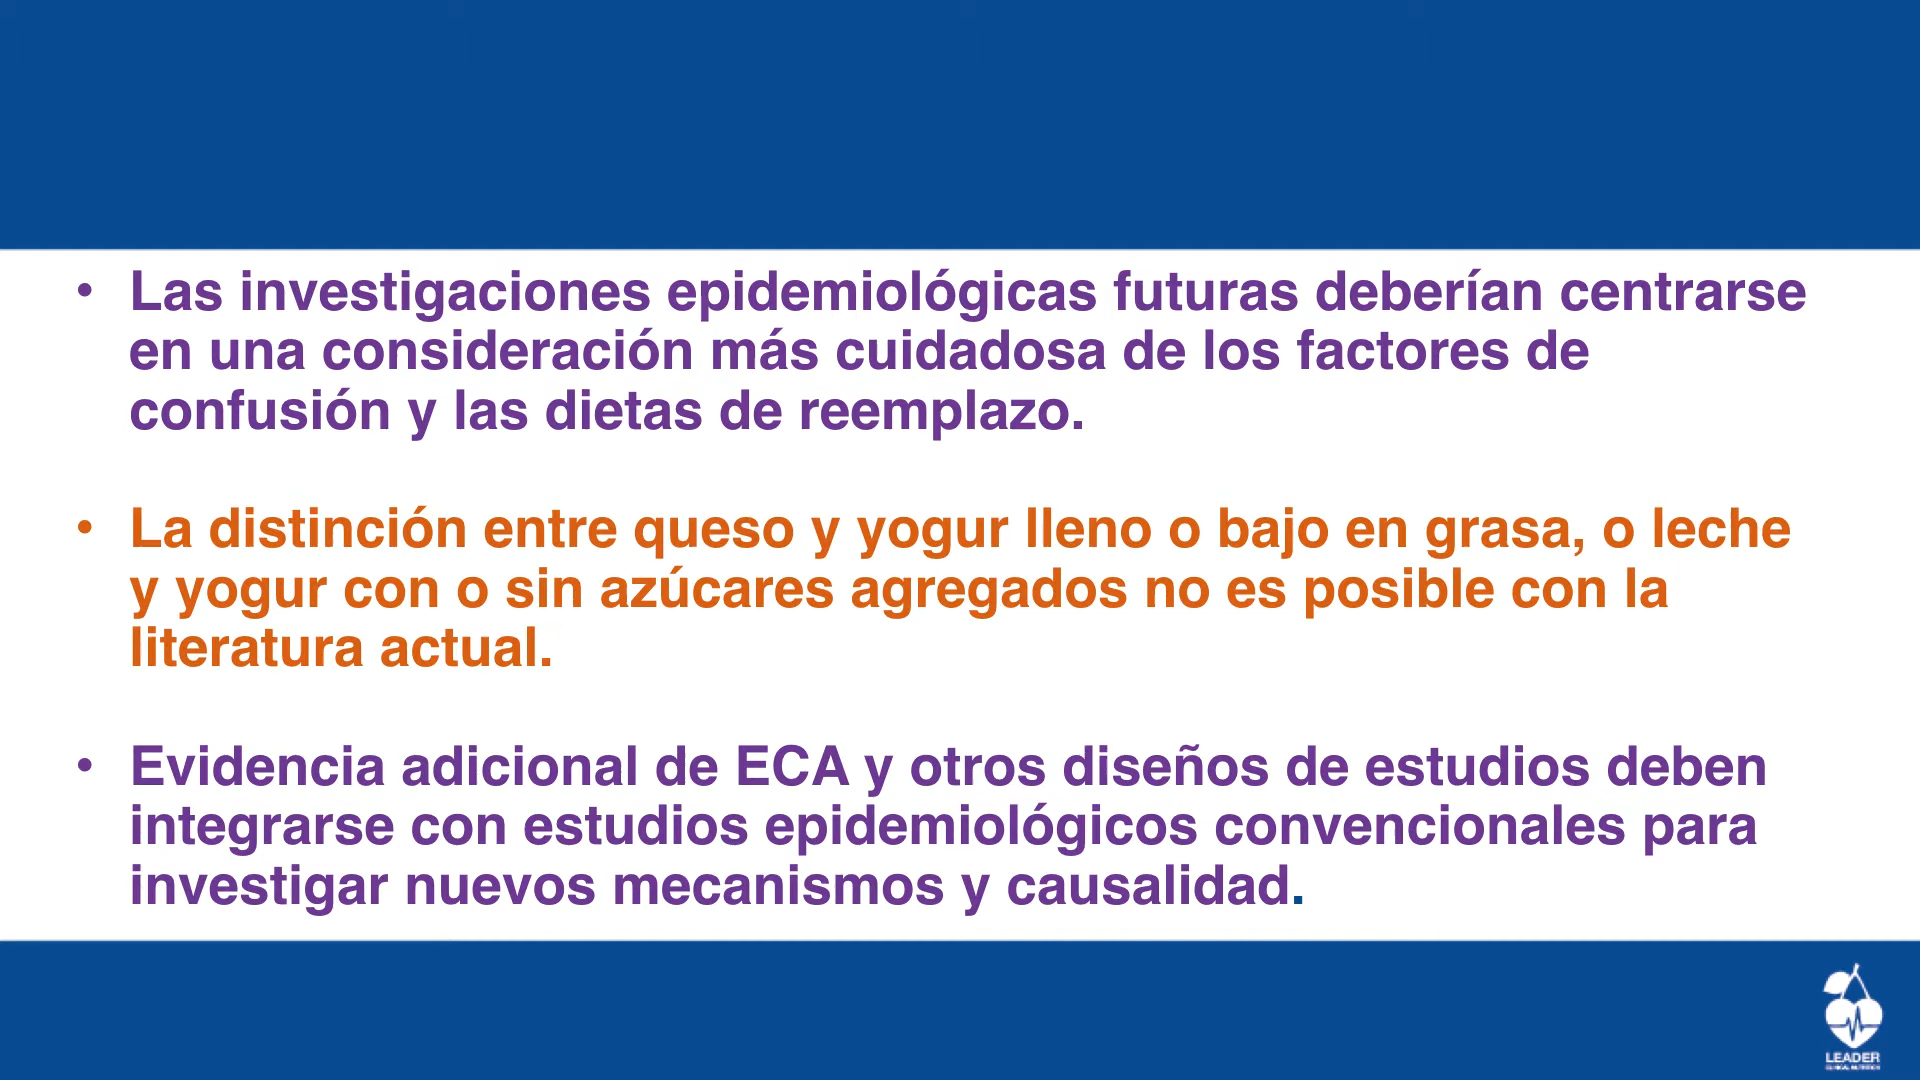 • Las investigaciones epidemiológicas futuras deberían centrarse
en una consideración más cuidadosa de los factores de
confusión y las dietas de reemplazo.
• La distinción entre queso y yogur lleno o bajo en grasa, o leche
y yogur con o sin azúcares agregados no es posible con la
literatura actual.
• Evidencia adicional de ECA y otros diseños de estudios deben
integrarse con estudios epidemiológicos convencionales para
investigar nuevos mecanismos y causalidad.
LEADER
CLINICAL NUTRITION